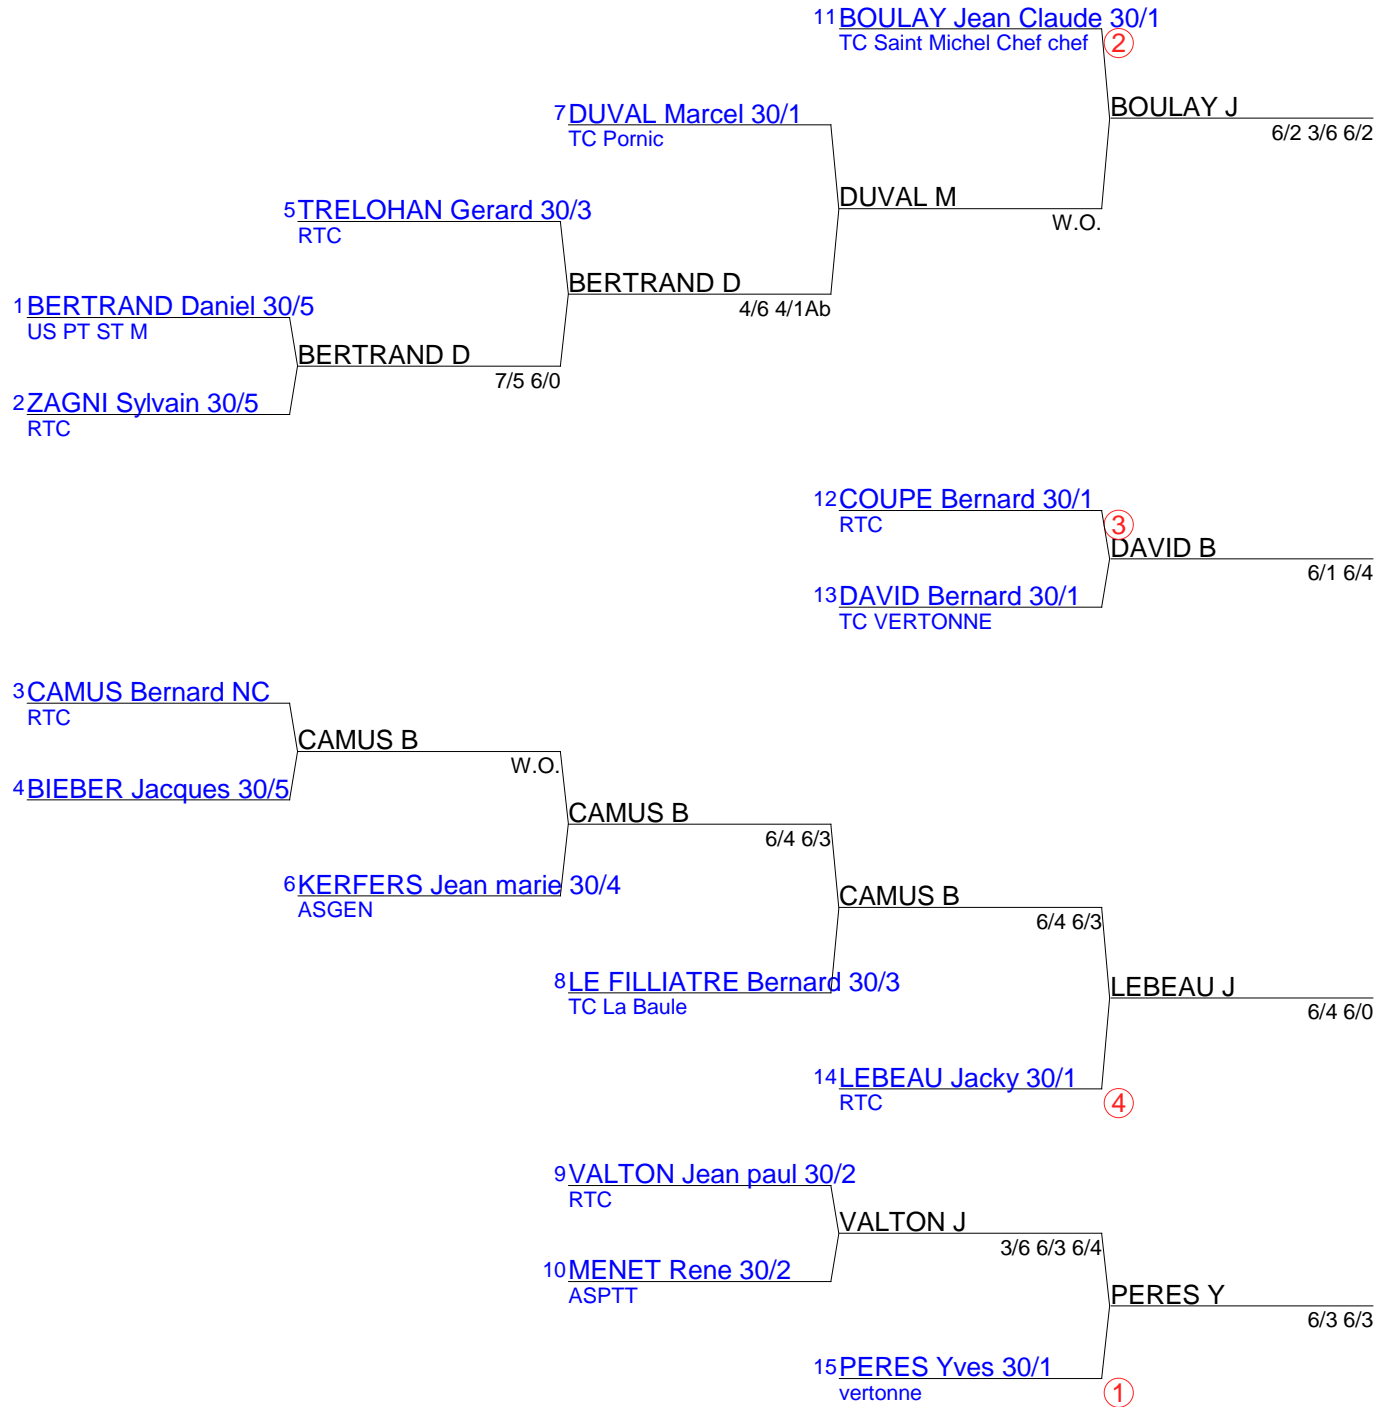 11 BOULAY Jean Claude 30/1
TC Saint Michel Chef chef
2
BOULAY J
6/2 3/6 6/2
7 DUVAL Marcel 30/1
TC Pornic
DUVAL M
W.O.
5 TRELOHAN Gerard 30/3
RTC
BERTRAND D
4/6 4/1Ab
1 BERTRAND Daniel 30/5
US PT ST M
BERTRAND D
7/5 6/0
2 ZAGNI Sylvain 30/5
RTC
12 COUPE Bernard 30/1
RTC
3
DAVID B
6/1 6/4
13 DAVID Bernard 30/1
TC VERTONNE
3 CAMUS Bernard NC
RTC
CAMUS B
W.O.
4 BIEBER Jacques 30/5
CAMUS B
6/4 6/3
6 KERFERS Jean marie 30/4
ASGEN
CAMUS B
6/4 6/3
8 LE FILLIATRE Bernard 30/3
TC La Baule
LEBEAU J
6/4 6/0
14 LEBEAU Jacky 30/1
RTC
4
9 VALTON Jean paul 30/2
RTC
VALTON J
3/6 6/3 6/4
10 MENET Rene 30/2
ASPTT
PERES Y
6/3 6/3
15 PERES Yves 30/1
vertonne
1